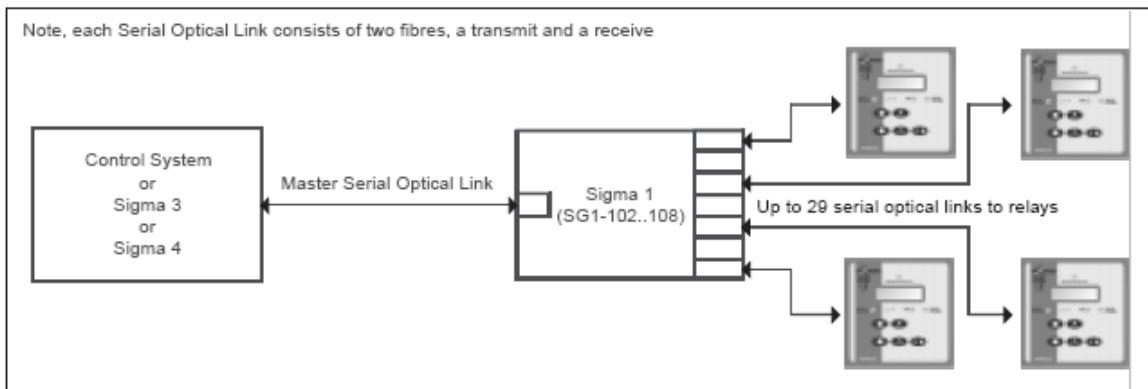 Note, each Serial Optical Link consists of two fibres, a transmit and a receive
Control System
or
Sigma 3
or
Sigma 4
Master Serial Optical Link
Sigma 1
(SG1-102..108)
Up to 29 serial optical links to relays